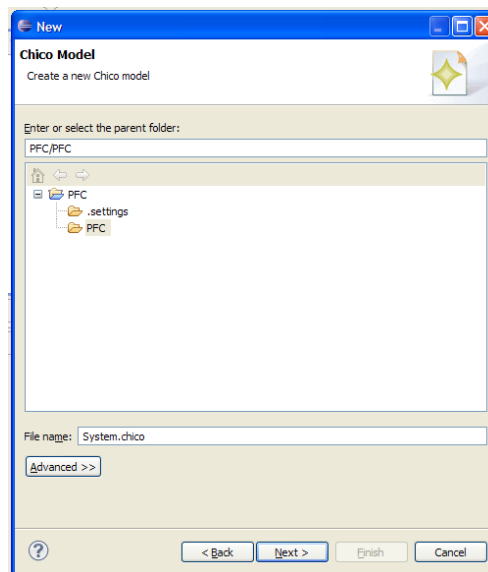 New
Chico Model
Create a new Chico model
Enter or select the parent folder:
PFC/PFC
PFC
.settings
PFC
File name: System.chico
Advanced >>
? < Back Next > Finish Cancel